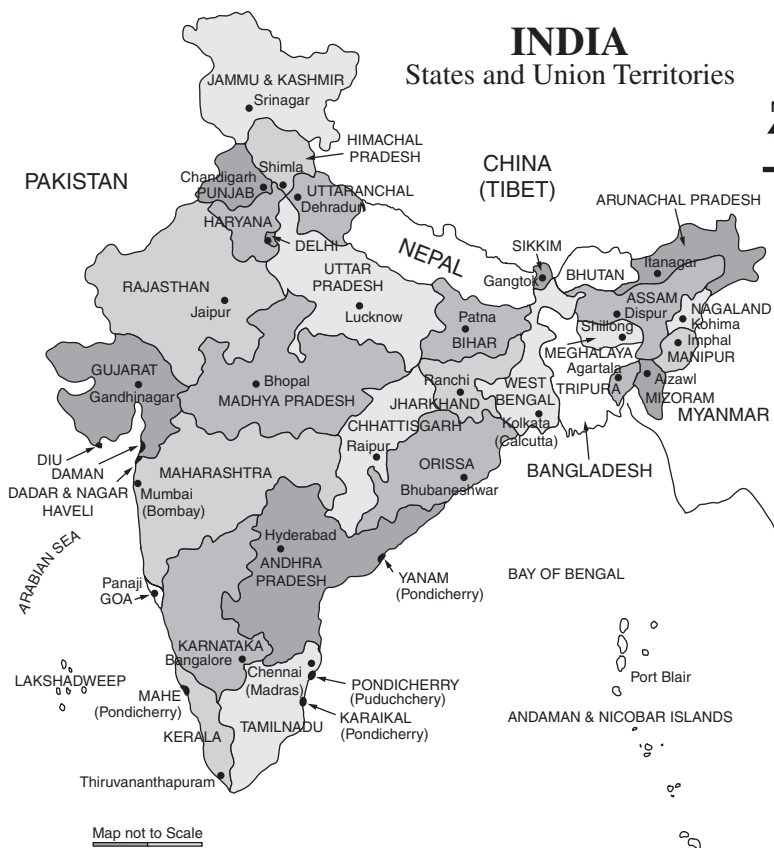 INDIA
States and Union Territories
N
JAMMU & KASHMIR
Srinagar
HIMACHAL
PRADESH
CHINA
(TIBET)
PAKISTAN
Shimla
Chandigarh
PUNJAB
UTTARANCHAL
Dehradun
ARUNACHAL PRADESH
HARYANA
DELHI
NEPAL
SIKKIM
Gangtok
BHUTAN
Itanagar
RAJASTHAN
Jaipur
UTTAR
PRADESH
Lucknow
ASSAM
Dispur
NAGALAND
Kohima
Patna
BIHAR
Shillong
MEGHALAYA
Imphal
MANIPUR
GUJARAT
Gandhinagar
Bhopal
MADHYA PRADESH
Ranchi
JHARKHAND
WEST
BENGAL
Agartala
TRIPURA
Aizawl
MIZORAM
MYANMAR
CHHATTISGARH
Raipur
Kolkata
(Calcutta)
BANGLADESH
DIU
DAMAN
DADAR & NAGAR
HAVELI
MAHARASHTRA
Mumbai
(Bombay)
ORISSA
Bhubaneshwar
ARABIAN SEA
Hyderabad
ANDHRA
PRADESH
YANAM
(Pondicherry)
BAY OF BENGAL
Panaji
GOA
KARNATAKA
Bangalore
Chennai
(Madras)
PONDICHERRY
(Puduchchery)
Port Blair
LAKSHADWEEP
MAHE
(Pondicherry)
KARAIKAL
(Pondicherry)
ANDAMAN & NICOBAR ISLANDS
TAMILNADU
KERALA
Thiruvananthapuram
Map not to Scale